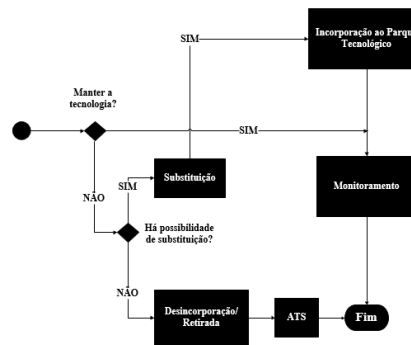 Incorporação ao Parqu
Tecnológico
SIM
Manter a
tecnologia?
SIM
Substituição
Monitoramento
SIM
NÃO
Há possibilidade
de substituição?
NÃO
Desincorporação/
Retirada
ATS
Fim